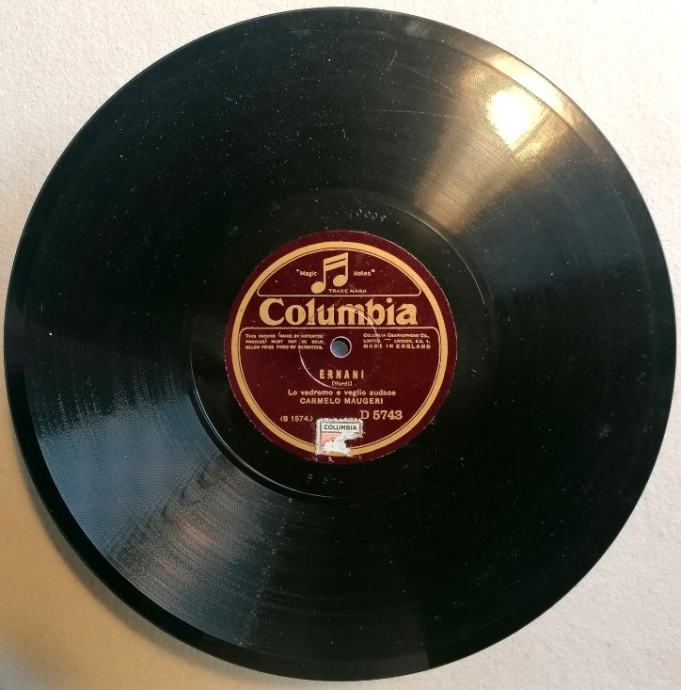 "Magic Notes"
TRADE MARK
Columbia
THIS RECORD "MADE BY PATENTED
PROCESS" MUST NOT BE SOLD
BELOW PRICE FIXED BY PATENTEES.
COLUMBIA GRAPHOPHONE CO.,
LIMITED. — LONDON, E.C. 1.
MADE IN ENGLAND
ERNANI
(Verdi)
Lo vedremo e veglio audace
CARMELO MAUGERI
(B 1574)
D 5743
COLUMBIA